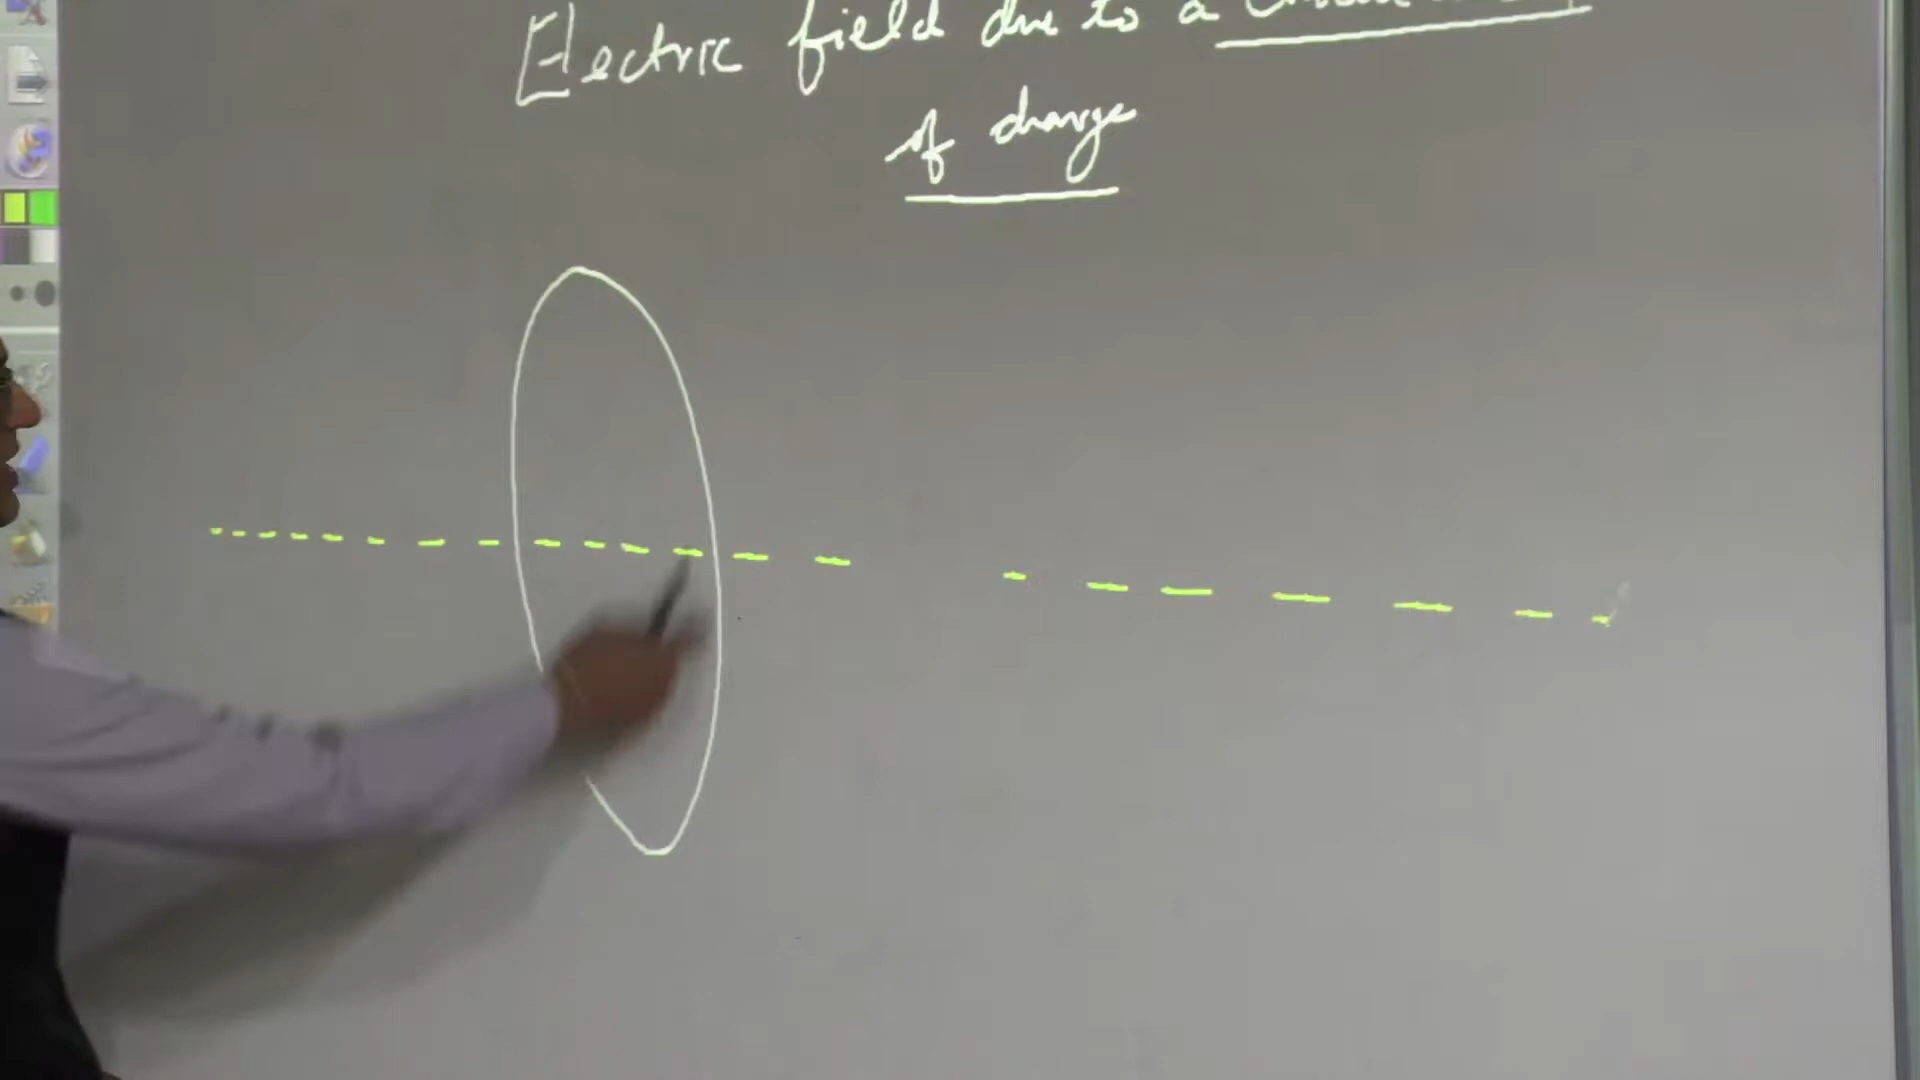 Electric field due to a
of charge